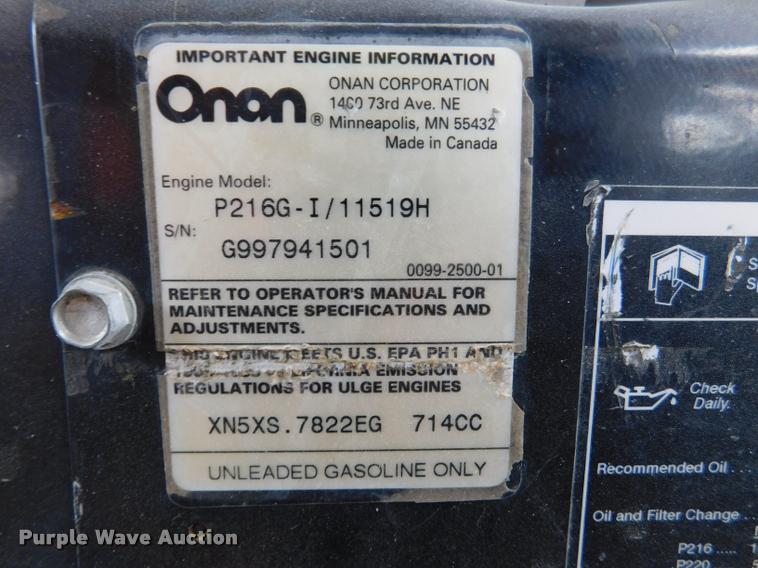 IMPORTANT ENGINE INFORMATION
Onan ®
ONAN CORPORATION
1400 73rd Ave. NE
Minneapolis, MN 55432
Made in Canada
Engine Model:
P216G-I/11519H
S/N:
G997941501
0099-2500-01
REFER TO OPERATOR'S MANUAL FOR
MAINTENANCE SPECIFICATIONS AND
ADJUSTMENTS.
THIS ENGINE MEETS U.S. EPA PH1 AND
CALIFORNIA EMISSION
REGULATIONS FOR ULGE ENGINES
XN5XS.7822EG 714CC
UNLEADED GASOLINE ONLY
Check
Daily.
Recommended Oil ...
Oil and Filter Change .
P216 .....
P220
Purple Wave Auction